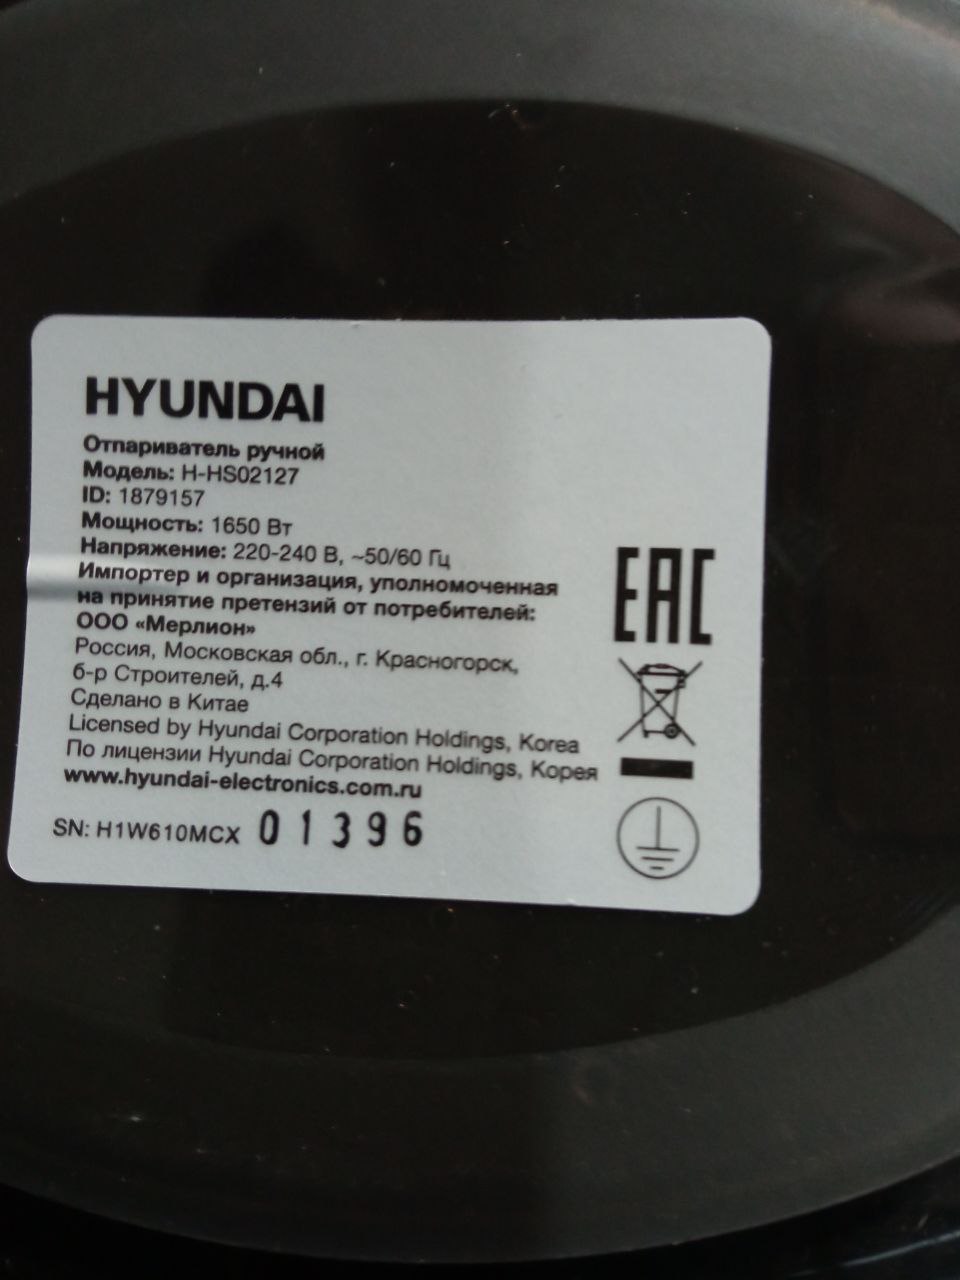 HYUNDAI
Отпариватель ручной
Модель: H-HS02127
ID: 1879157
Мощность: 1650 Вт
Напряжение: 220-240 В, ~50/60 Гц
Импортер и организация, уполномоченная
на принятие претензий от потребителей:
ООО «Мерлион»
Россия, Московская обл., г. Красногорск,
б-р Строителей, д.4
Сделано в Китае
Licensed by Hyundai Corporation Holdings, Korea
По лицензии Hyundai Corporation Holdings, Корея
www.hyundai-electronics.com.ru
SN: H1W610MCX 01396
EAC